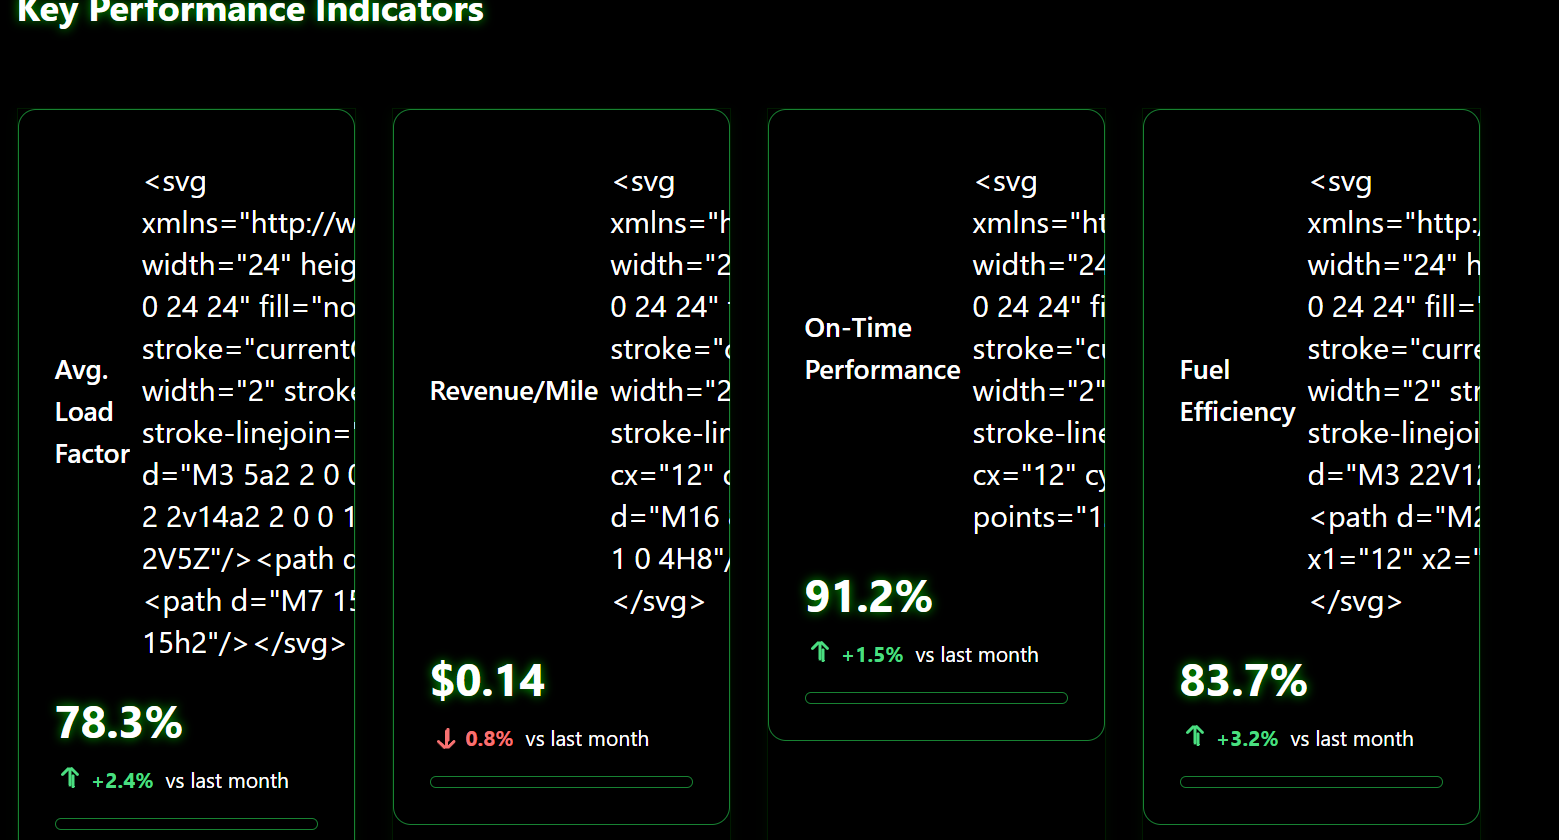 Key Performance Indicators
Avg.
Load
Factor
<svg
xmlns="http://w
width="24" heig
0 24 24" fill="no
stroke="current
width="2" stroke
stroke-linejoin="
d="M3 5a2 2 0 0
2 2v14a2 2 0 0 1
2V5Z"/><path d
<path d="M7 15
15h2"/></svg>
78.3%
+2.4% vs last month
Revenue/Mile
<svg
xmlns="h
width="2
0 24 24"
stroke="c
width="2
stroke-lin
cx="12" c
d="M16
1 0 4H8"/
</svg>
$0.14
0.8% vs last month
On-Time
Performance
<svg
xmlns="ht
width="24
0 24 24" fi
stroke="cu
width="2"
stroke-line
cx="12" cy
points="1
91.2%
+1.5% vs last month
Fuel
Efficiency
<svg
xmlns="http:/
width="24" h
0 24 24" fill="
stroke="curre
width="2" str
stroke-linejoi
d="M3 22V12
<path d="M2
x1="12" x2="
</svg>
83.7%
+3.2% vs last month